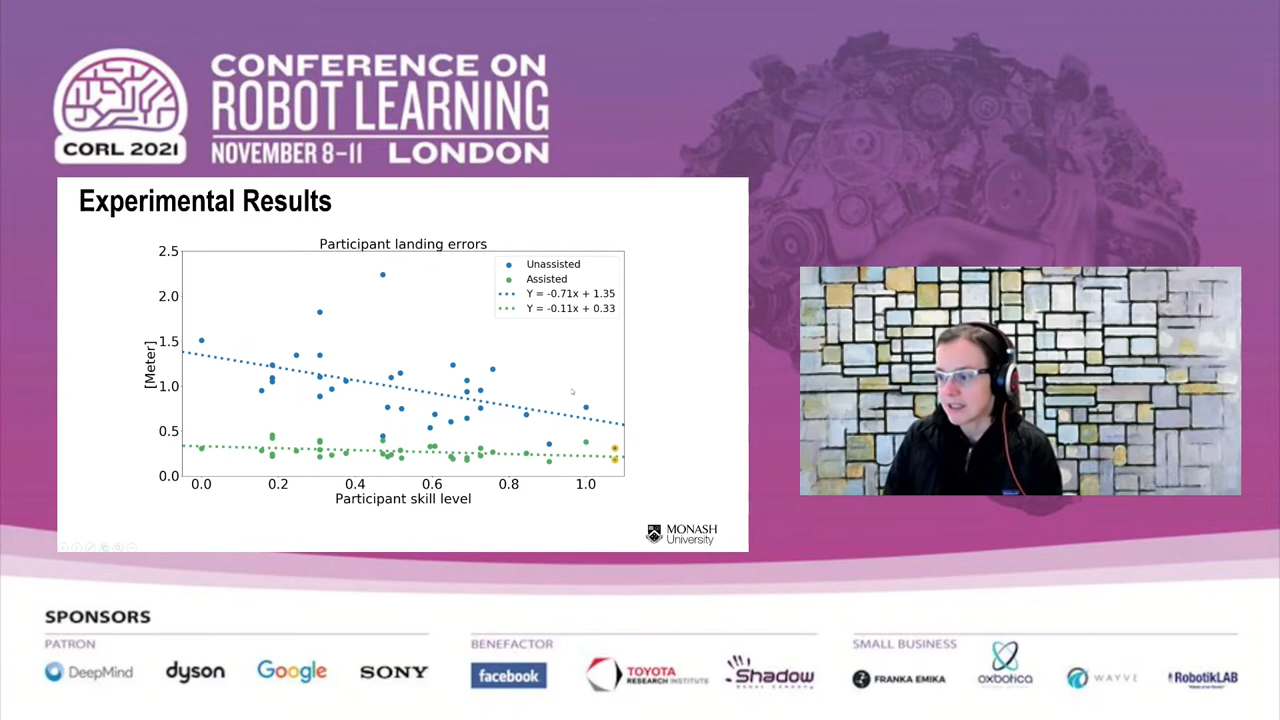 CONFERENCE ON
ROBOT LEARNING
NOVEMBER 8-11 LONDON
CORL 2021
Experimental Results
Participant landing errors
2.5
2.0
1.5
1.0
0.5
0.0
[Meter]
Unassisted
Assisted
Y = -0.71x + 1.35
Y = -0.11x + 0.33
0.0 0.2 0.4 0.6 0.8 1.0
Participant skill level
MONASH
University
SPONSORS
PATRON
DeepMind dyson Google SONY
BENEFACTOR
facebook
TOYOTA
RESEARCH INSTITUTE
Shadow
SMALL BUSINESS
FRANKA EMIKA
oxbotica
WAYVE
RobotikLAB